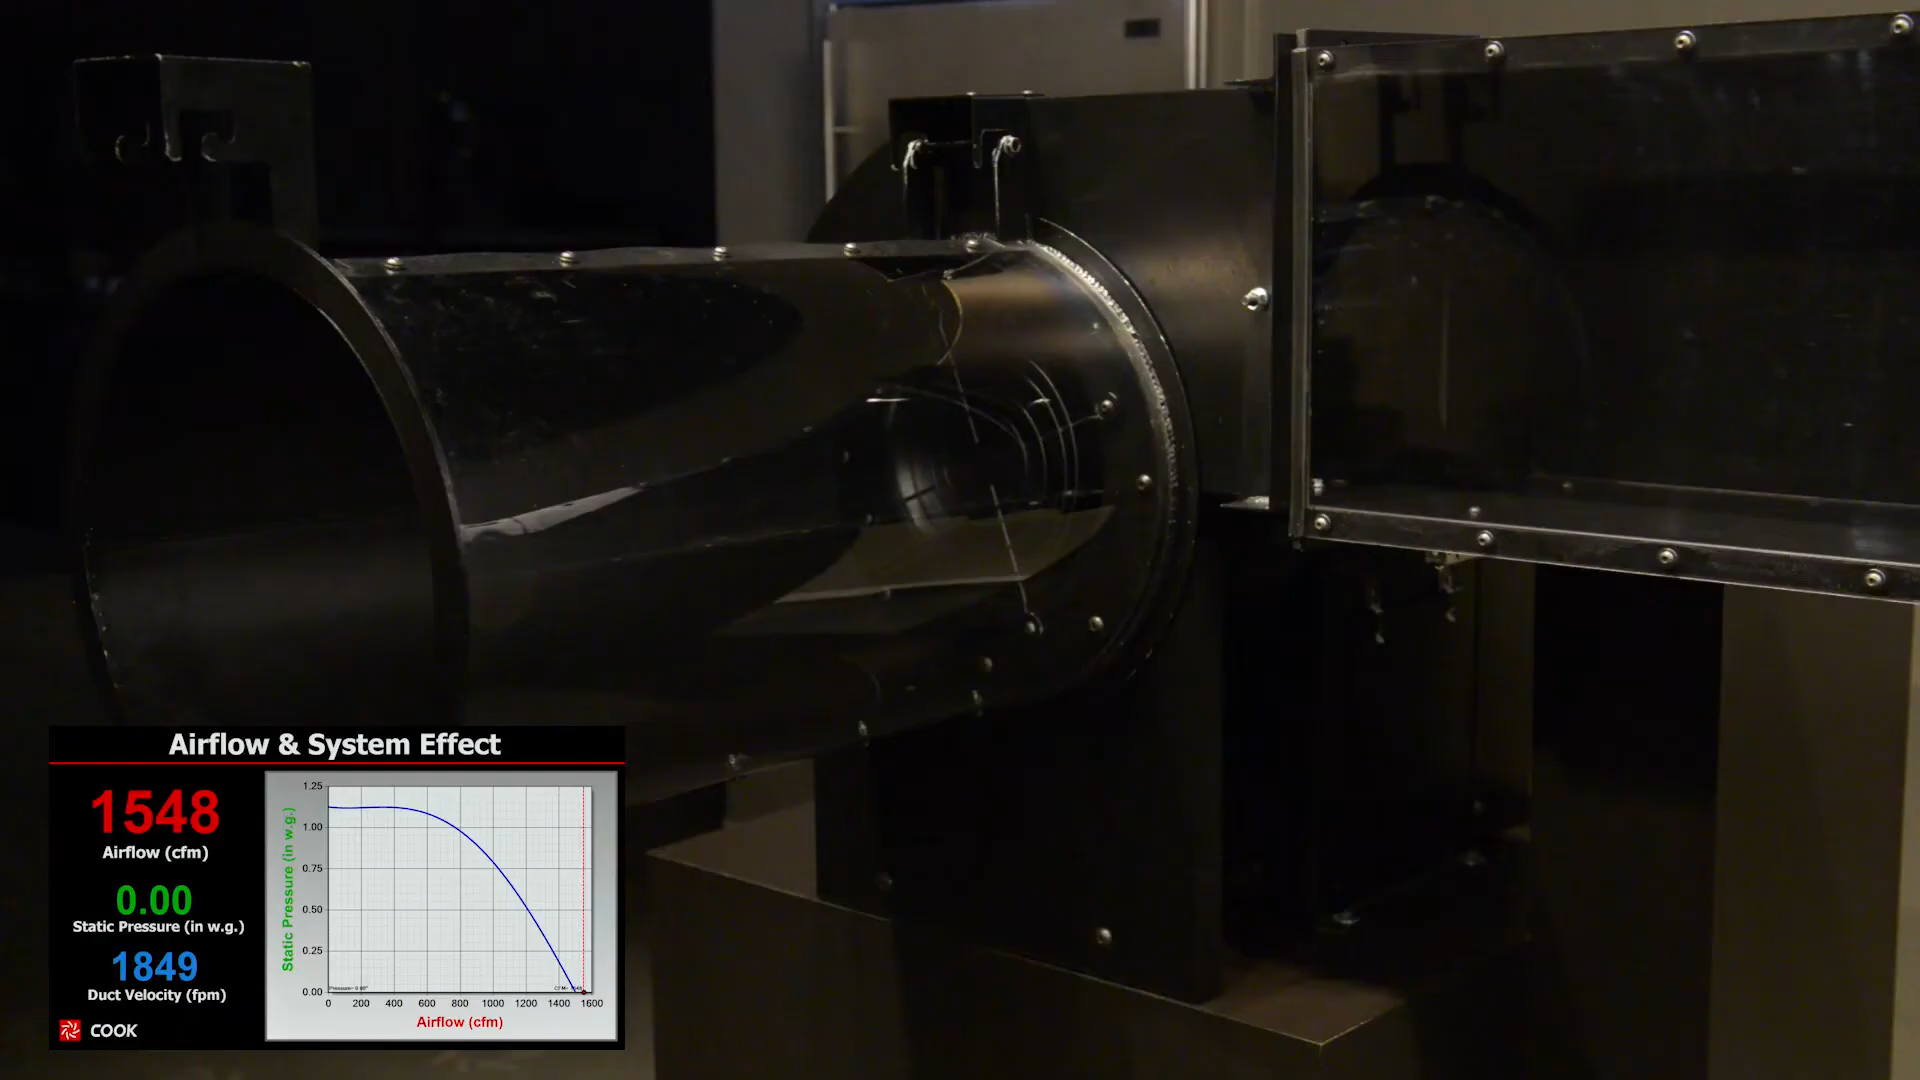 Airflow & System Effect
1548
Airflow (cfm)
0.00
Static Pressure (in w.g.)
1849
Duct Velocity (fpm)
COOK
Static Pressure (in w.g.)
1.25
1.00
0.75
0.50
0.25
0.00
0 200 400 600 800 1000 1200 1400 1600
Airflow (cfm)